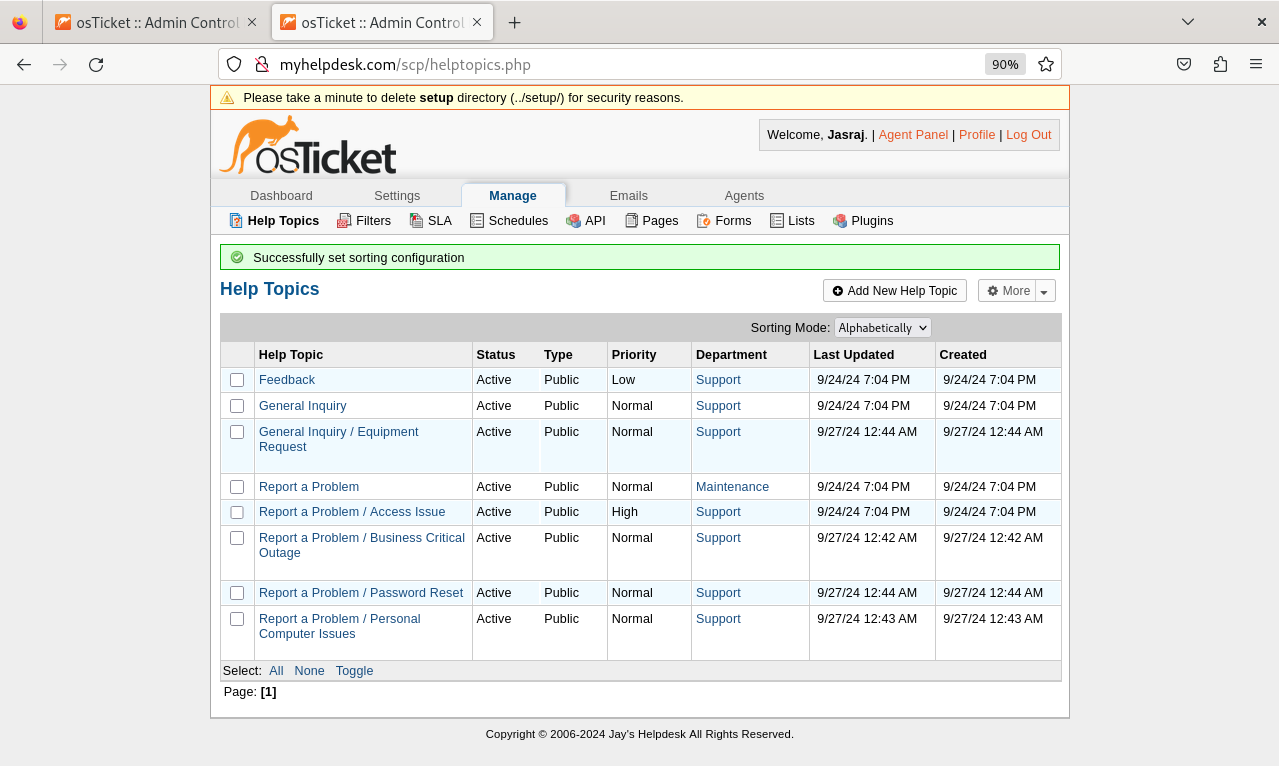 osTicket :: Admin Control
osTicket :: Admin Control
myhelpdesk.com/scp/helptopics.php
90%
Please take a minute to delete setup directory (../setup/) for security reasons.
osTicket
Welcome, Jasraj. | Agent Panel | Profile | Log Out
Dashboard Settings Manage Emails Agents
Help Topics Filters SLA Schedules API Pages Forms Lists Plugins
Successfully set sorting configuration
Help Topics
Add New Help Topic More
Sorting Mode: Alphabetically
Help Topic Status Type Priority Department Last Updated Created
Feedback Active Public Low Support 9/24/24 7:04 PM 9/24/24 7:04 PM
General Inquiry Active Public Normal Support 9/24/24 7:04 PM 9/24/24 7:04 PM
General Inquiry / Equipment Active Public Normal Support 9/27/24 12:44 AM 9/27/24 12:44 AM
Request
Report a Problem Active Public Normal Maintenance 9/24/24 7:04 PM 9/24/24 7:04 PM
Report a Problem / Access Issue Active Public High Support 9/24/24 7:04 PM 9/24/24 7:04 PM
Report a Problem / Business Critical Active Public Normal Support 9/27/24 12:42 AM 9/27/24 12:42 AM
Outage
Report a Problem / Password Reset Active Public Normal Support 9/27/24 12:44 AM 9/27/24 12:44 AM
Report a Problem / Personal Active Public Normal Support 9/27/24 12:43 AM 9/27/24 12:43 AM
Computer Issues
Select: All None Toggle
Page: [1]
Copyright © 2006-2024 Jay's Helpdesk All Rights Reserved.